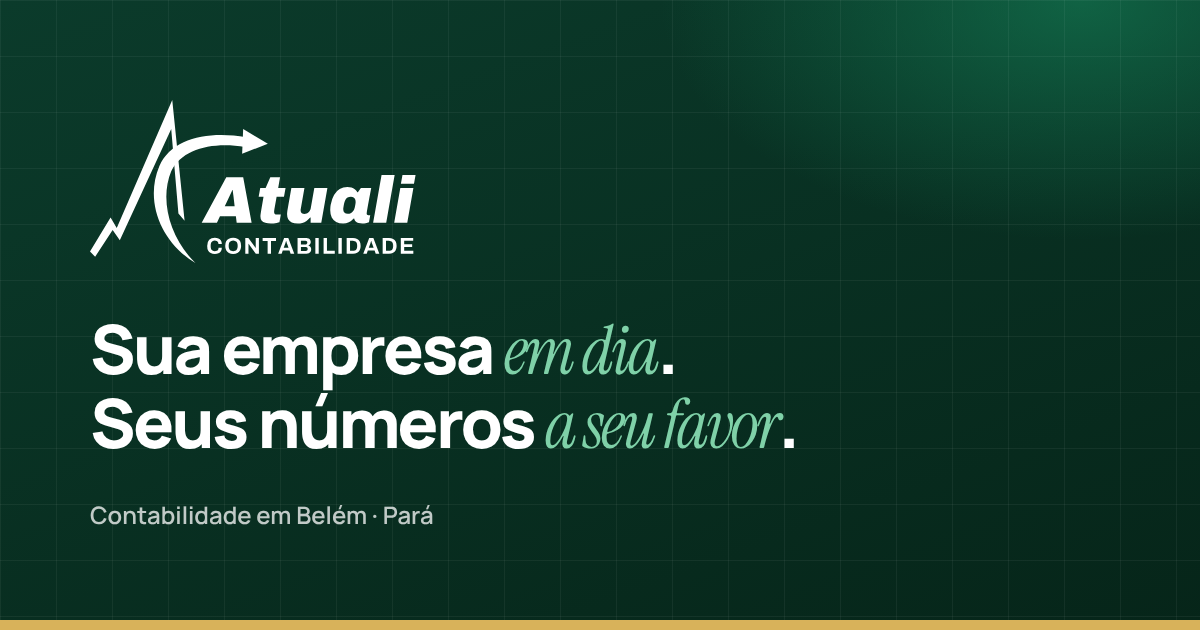 Atuali
CONTABILIDADE
Sua empresa em dia.
Seus números a seu favor.
Contabilidade em Belém · Pará